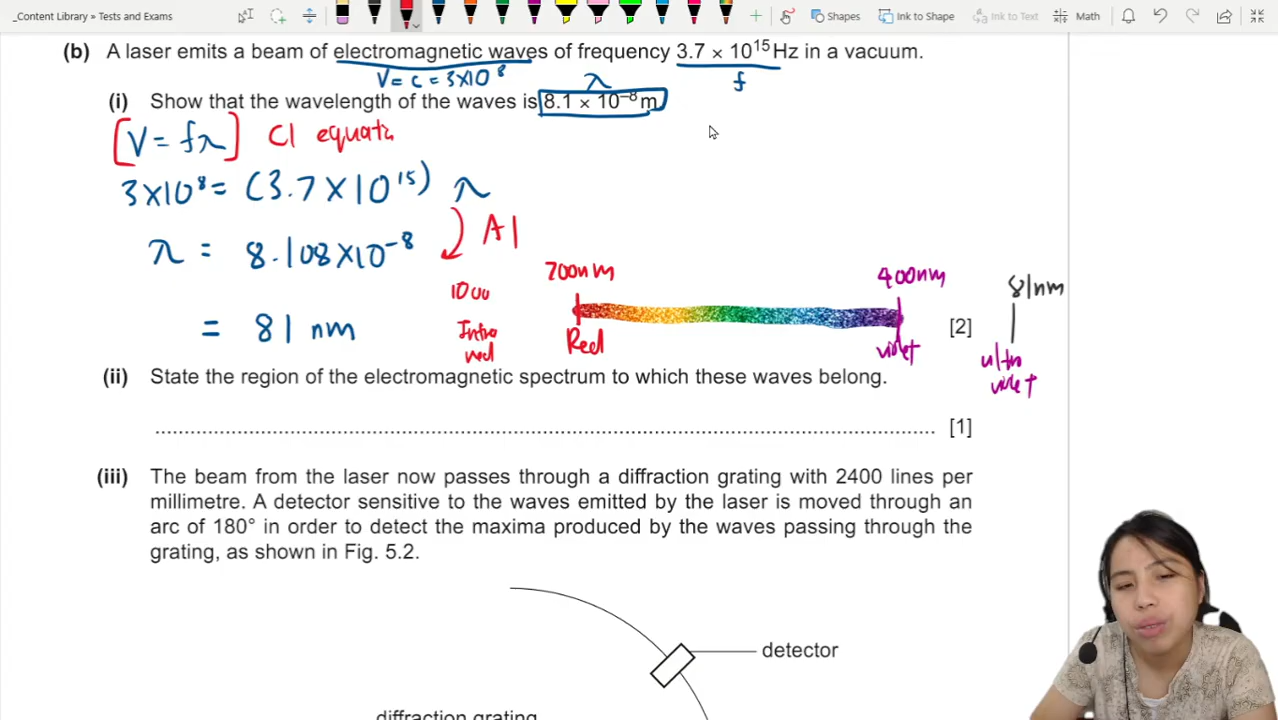 _Content Library » Tests and Exams
Shapes
Ink to Shape
Ink to Text
Math
(b) A laser emits a beam of electromagnetic waves of frequency 3.7 × 10¹⁵ Hz in a vacuum.
V = C = 3×10⁸
λ
f
(i) Show that the wavelength of the waves is 8.1 × 10⁻⁸ m.
[V = fλ] C1 equati
3×10⁸ = (3.7 × 10¹⁵) λ
A1
λ = 8.108×10⁻⁸
= 81 nm
1000
Infra
red
700nm
Red
400nm
violet
81nm
ultra
violet
[2]
(ii) State the region of the electromagnetic spectrum to which these waves belong.
[1]
(iii) The beam from the laser now passes through a diffraction grating with 2400 lines per
millimetre. A detector sensitive to the waves emitted by the laser is moved through an
arc of 180° in order to detect the maxima produced by the waves passing through the
grating, as shown in Fig. 5.2.
detector
diffraction grating